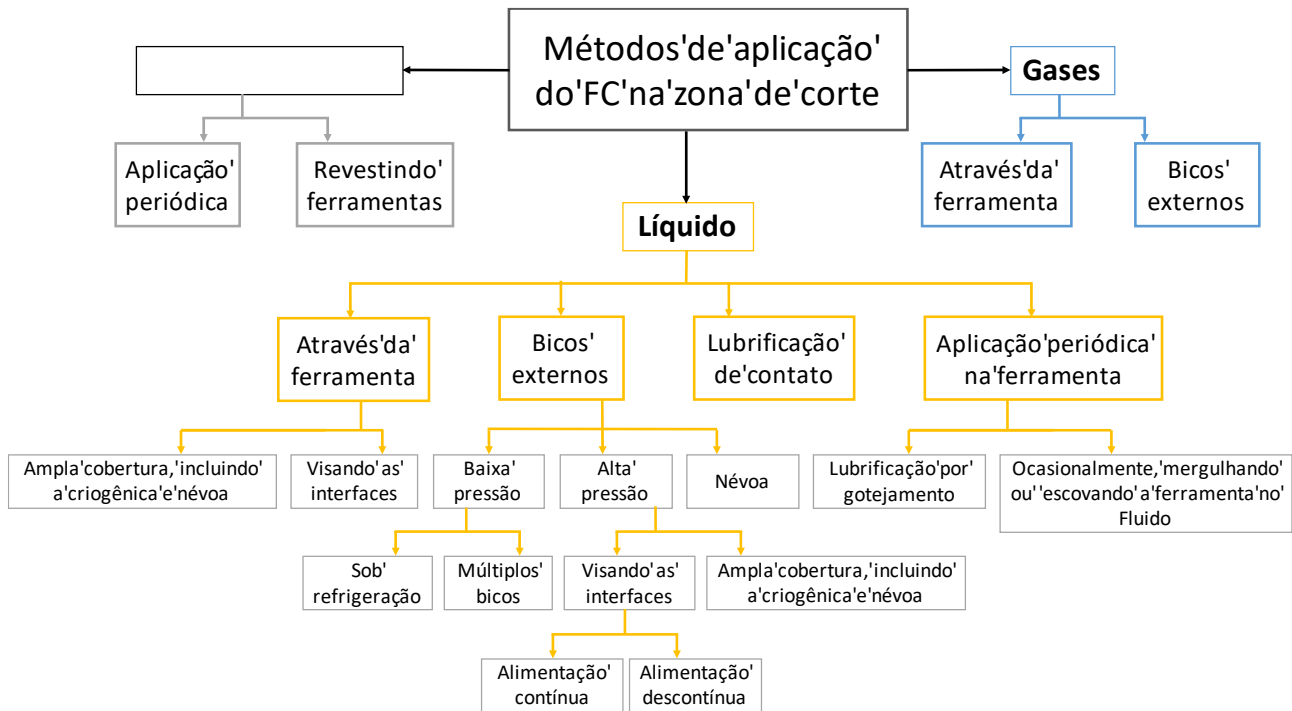 Métodos'de'aplicação'
do'FC'na'zona'de'corte
Gases
Aplicação'
periódica
Revestindo'
ferramentas
Através'da'
ferramenta
Bicos'
externos
Líquido
Através'da'
ferramenta
Bicos'
externos
Lubrificação'
de'contato
Aplicação'periódica'
na'ferramenta
Ampla'cobertura,'incluindo'
a'criogênica'e'névoa
Visando'as'
interfaces
Baixa'
pressão
Alta'
pressão
Névoa
Lubrificação'por'
gotejamento
Ocasionalmente,'mergulhando'
ou''escovando'a'ferramenta'no'
Fluido
Sob'
refrigeração
Múltiplos'
bicos
Visando'as'
interfaces
Ampla'cobertura,'incluindo'
a'criogênica'e'névoa
Alimentação'
contínua
Alimentação'
descontínua